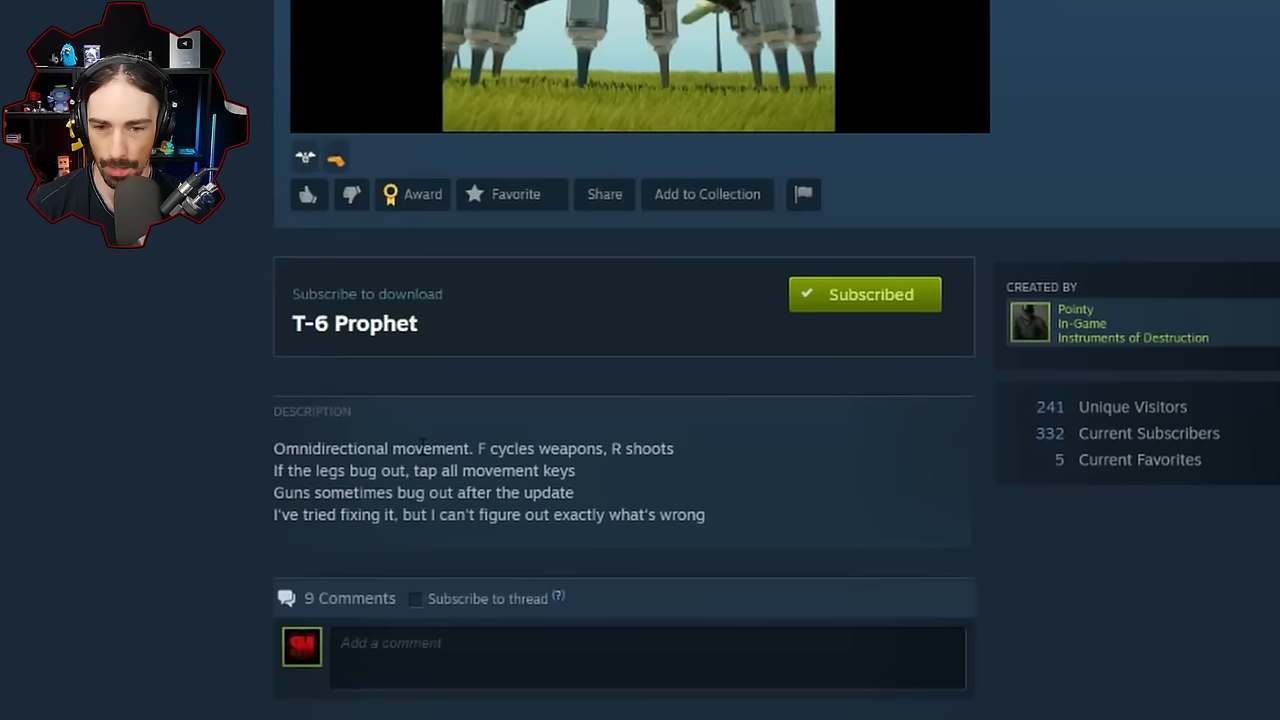 Award
Favorite
Share
Add to Collection
Subscribe to download
T-6 Prophet
Subscribed
CREATED BY
Pointy
In-Game
Instruments of Destruction
241 Unique Visitors
332 Current Subscribers
5 Current Favorites
DESCRIPTION
Omnidirectional movement. F cycles weapons, R shoots
If the legs bug out, tap all movement keys
Guns sometimes bug out after the update
I've tried fixing it, but I can't figure out exactly what's wrong
9 Comments
Subscribe to thread (?)
SM
Add a comment